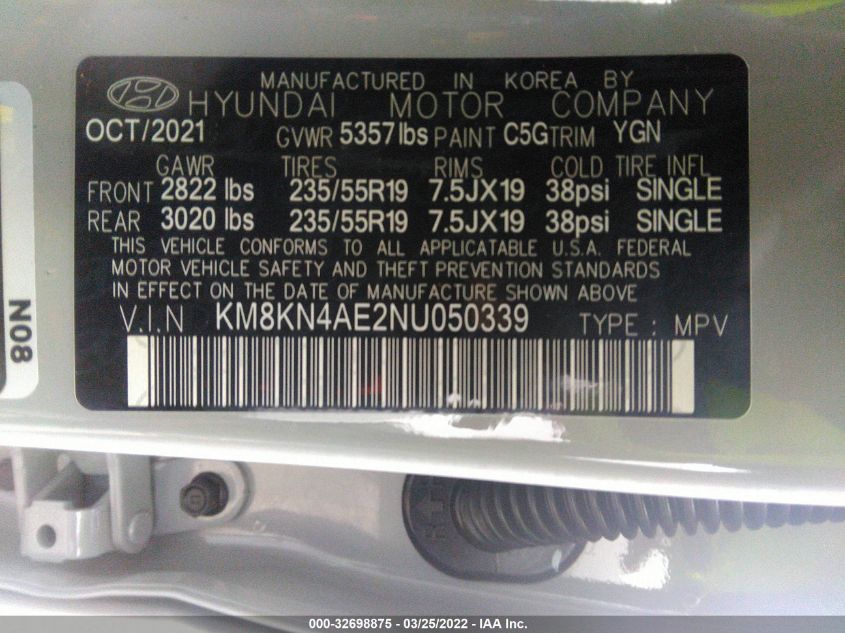 MANUFACTURED IN KOREA BY
HYUNDAI MOTOR COMPANY
OCT/2021 GVWR 5357lbs PAINT C5G TRIM YGN
GAWR TIRES RIMS COLD TIRE INFL
FRONT 2822 lbs 235/55R19 7.5JX19 38psi SINGLE
REAR 3020 lbs 235/55R19 7.5JX19 38psi SINGLE
THIS VEHICLE CONFORMS TO ALL APPLICATABLE U.S.A. FEDERAL
MOTOR VEHICLE SAFETY AND THEFT PREVENTION STANDARDS
IN EFFECT ON THE DATE OF MANUFACTURE SHOWN ABOVE
V.I.N KM8KN4AE2NU050339 TYPE : MPV
N08
000-32698875 - 03/25/2022 - IAA Inc.